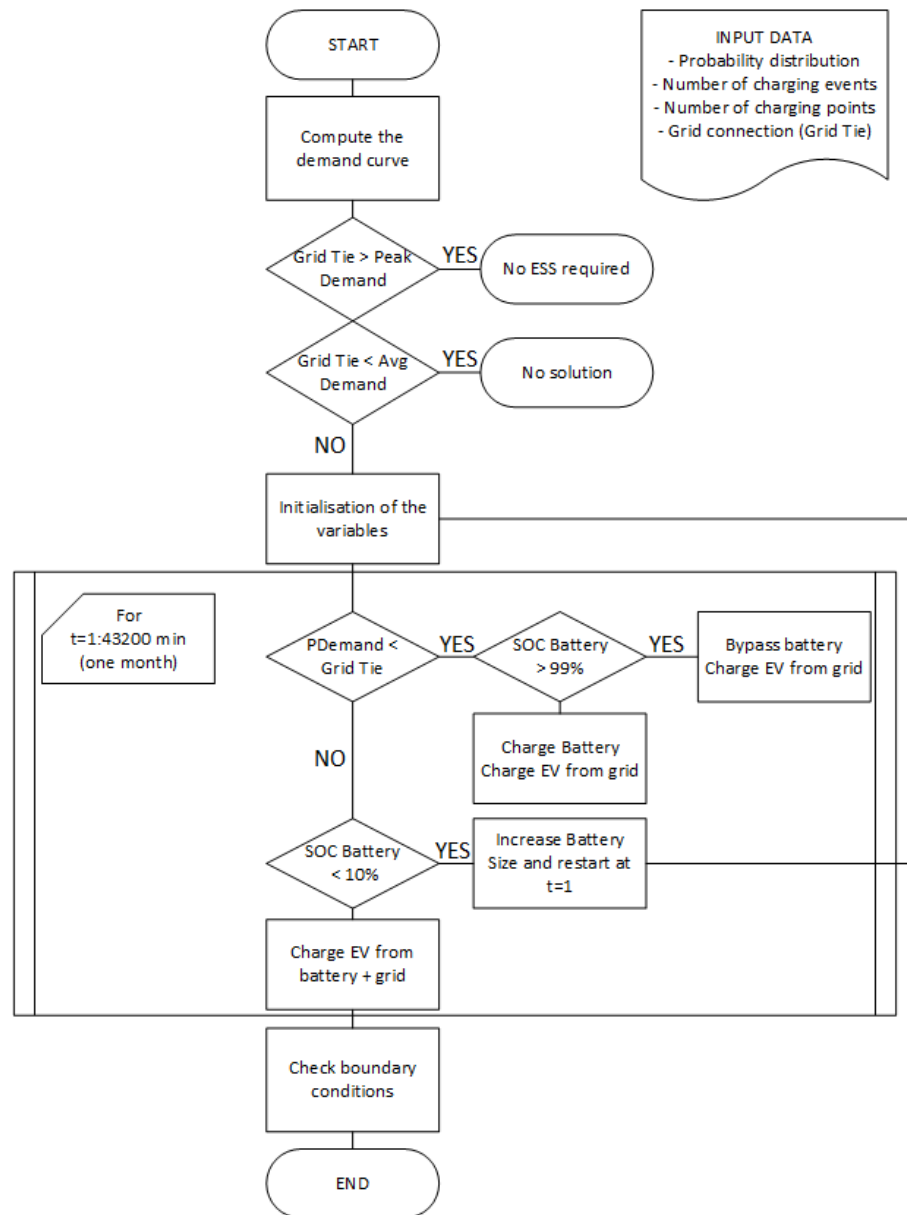 START
INPUT DATA
- Probability distribution
- Number of charging events
- Number of charging points
- Grid connection (Grid Tie)
Compute the
demand curve
Grid Tie > Peak
Demand
YES
No ESS required
Grid Tie < Avg
Demand
YES
No solution
NO
Initialisation of the
variables
For
t=1:43200 min
(one month)
PDemand <
Grid Tie
YES
SOC Battery
> 99%
YES
Bypass battery
Charge EV from grid
Charge Battery
Charge EV from grid
NO
SOC Battery
< 10%
YES
Increase Battery
Size and restart at
t=1
Charge EV from
battery + grid
Check boundary
conditions
END